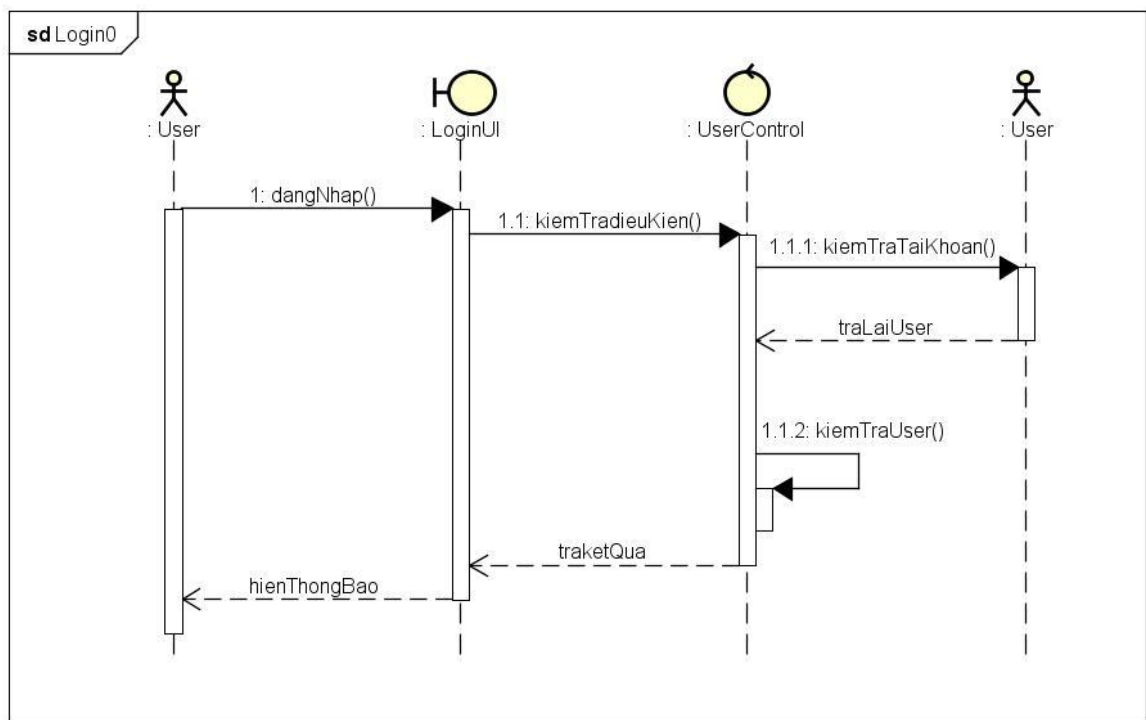 sd Login0
: User
: LoginUI
: UserControl
: User
1: dangNhap()
1.1: kiemTradieuKien()
1.1.1: kiemTraTaiKhoan()
traLaiUser
1.1.2: kiemTraUser()
traketQua
hienThongBao